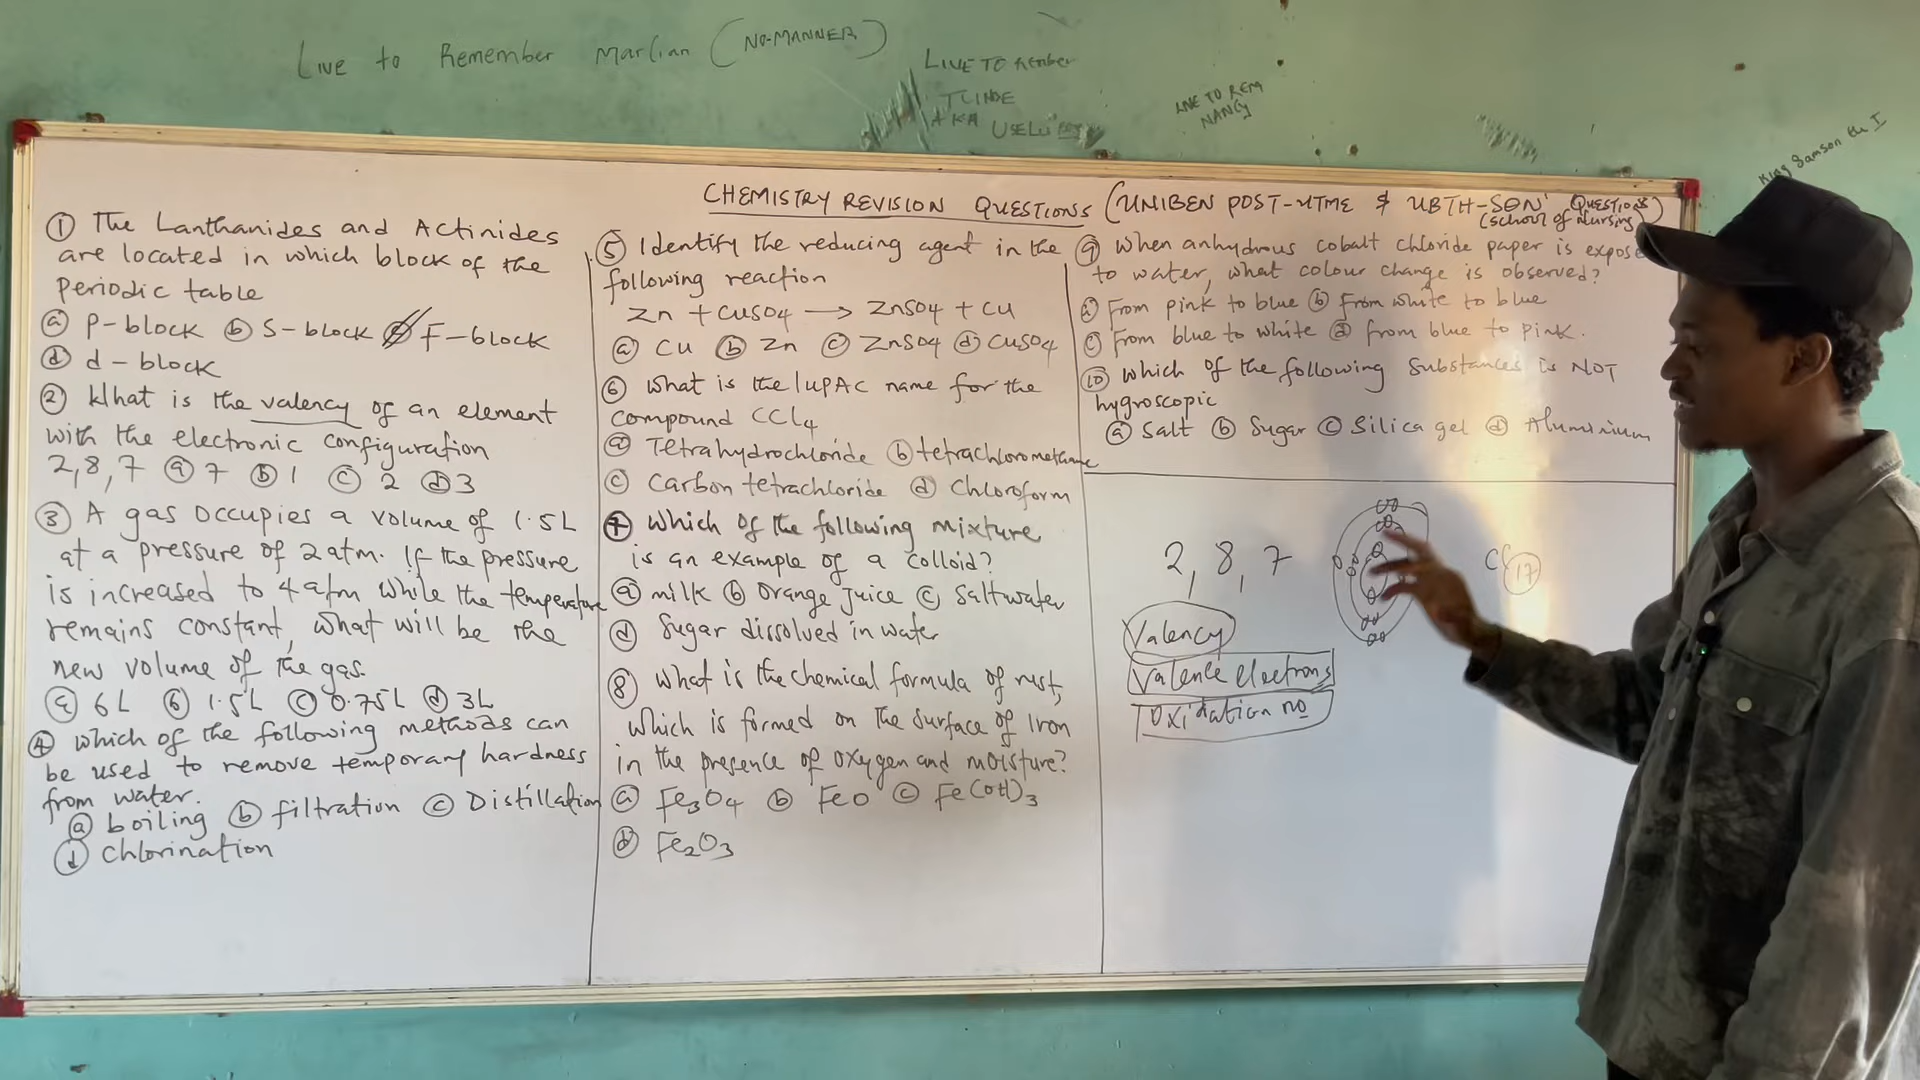 Live to Remember Marlian (NO-MANNER)
LIVE TO
AKA
LIVE TO REM
NANCY
King Samson the I
CHEMISTRY REVISION QUESTIONS (UNIBEN POST-UTME & UBTH-SON QUESTIONS)
(school of Nursing)
① The Lanthanides and Actinides
are located in which block of the
Periodic table
ⓐ P-block ⓑ S-block ⓒ F-block
ⓓ d-block
② What is the valency of an element
with the electronic configuration
2,8,7 ⓐ 7 ⓑ 1 ⓒ 2 ⓓ 3
③ A gas occupies a volume of 1.5L
at a pressure of 2atm. If the pressure
is increased to 4atm while the temperature
remains constant, what will be the
new volume of the gas.
ⓐ 6L ⓑ 1.5L ⓒ 0.75L ⓓ 3L
④ which of the following methods can
be used to remove temporary hardness
from water.
ⓐ boiling ⓑ filtration ⓒ Distillation
ⓓ Chlorination
⑤ Identify the reducing agent in the
following reaction
Zn + CuSO4 → ZnSO4 + Cu
ⓐ Cu ⓑ Zn ⓒ ZnSO4 ⓓ CuSO4
⑥ What is the IUPAC name for the
compound CCl4
ⓐ Tetrahydrochloride ⓑ tetrachloromethane
ⓒ Carbon tetrachloride ⓓ Chloroform
⑦ Which of the following mixture
is an example of a colloid?
ⓐ milk ⓑ Orange juice ⓒ Saltwater
ⓓ Sugar dissolved in water
⑧ What is the chemical formula of rust,
which is formed on the surface of Iron
in the presence of oxygen and moisture?
ⓐ Fe3O4 ⓑ FeO ⓒ Fe(OH)3
ⓓ Fe2O3
⑨ When anhydrous cobalt chloride paper is expose
to water, what colour change is observed?
ⓐ From pink to blue ⓑ from white to blue
ⓒ From blue to white ⓓ from blue to pink.
⑩ which of the following substances is NOT
hygroscopic
ⓐ Salt ⓑ Sugar ⓒ Silica gel ⓓ Aluminium
2, 8, 7
Cl 17
Valency
Valence electrons
Oxidation no